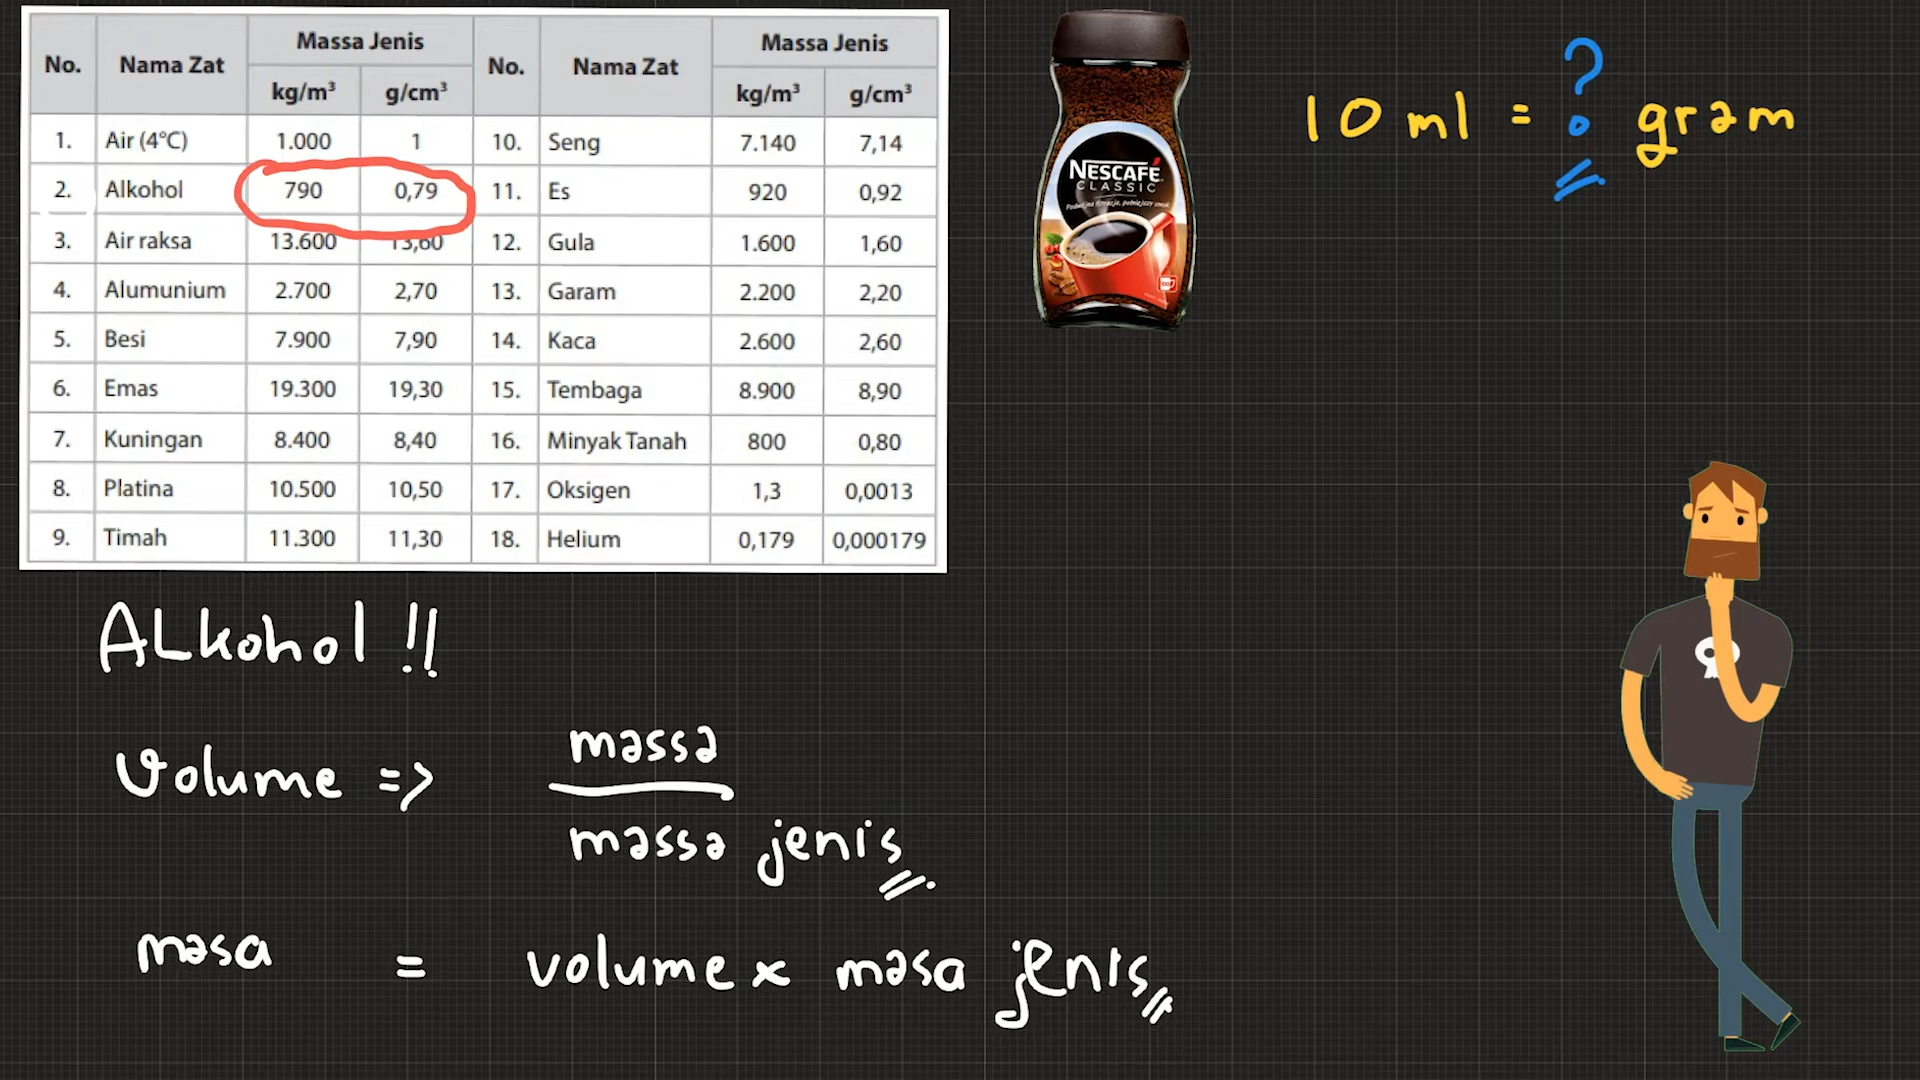 No. Nama Zat Massa Jenis No. Nama Zat Massa Jenis
kg/m³ g/cm³ kg/m³ g/cm³
1. Air (4°C) 1.000 1 10. Seng 7.140 7,14
2. Alkohol 790 0,79 11. Es 920 0,92
3. Air raksa 13.600 13,60 12. Gula 1.600 1,60
4. Alumunium 2.700 2,70 13. Garam 2.200 2,20
5. Besi 7.900 7,90 14. Kaca 2.600 2,60
6. Emas 19.300 19,30 15. Tembaga 8.900 8,90
7. Kuningan 8.400 8,40 16. Minyak Tanah 800 0,80
8. Platina 10.500 10,50 17. Oksigen 1,3 0,0013
9. Timah 11.300 11,30 18. Helium 0,179 0,000179
NESCAFÉ
CLASSIC
10 ml = ? gram
ALkohol !!
Volume => massa
massa jenis
masa = volume x masa jenis